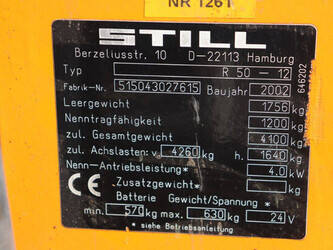 NR 1261
STILL
Berzeliusstr. 10 D-22113 Hamburg
Typ R 50 - 12
Fabrik-Nr. 515043027615 Baujahr 2002
Leergewicht 1756 kg
Nenntragfähigkeit 1200 kg
zul. Gesamtgewicht 4100 kg
zul. Achslasten: v 4260 kg h. 1640 kg
Nenn-Antriebsleistung* 4.0 kW
Zusatzgewicht* kg
Batterie Gewicht/Spannung *
min. 570 kg max. 630 kg 24 V
* siehe Betriebsanleitung
646202
CE